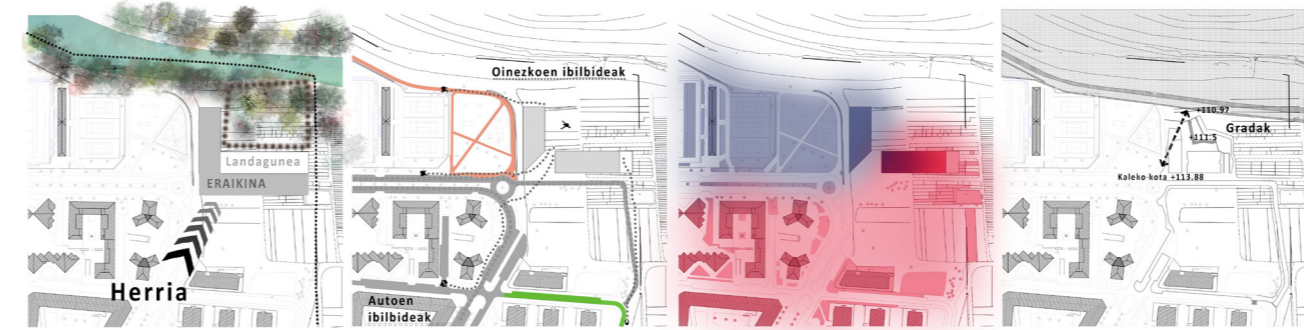 Landagunea
ERAIKINA
Herria
Oinezkoen ibilbideak
Autoen
ibilbideak
+110.97
Gradak
+111.5
Kaleko kota +113.88